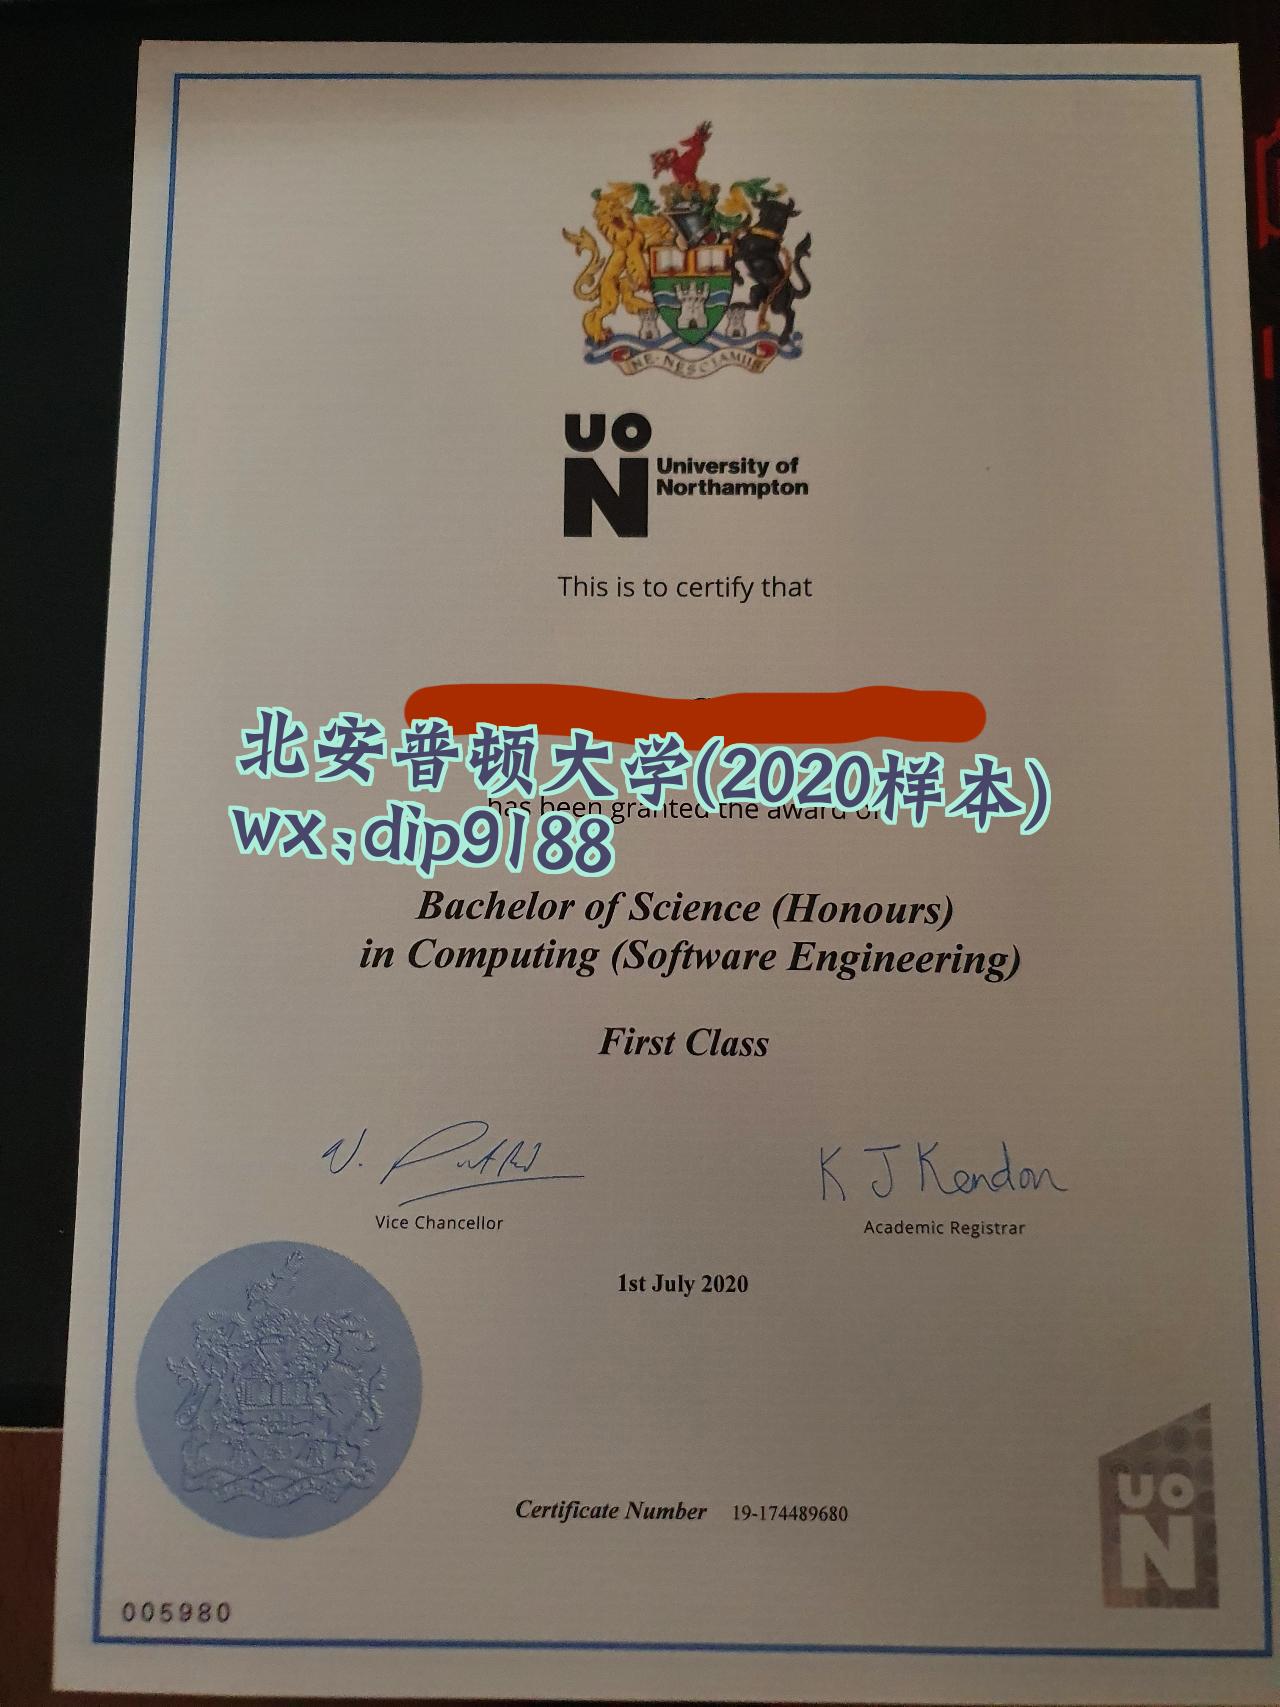 NE·NESCIAMUS
UON
University of
Northampton
This is to certify that
北安普顿大学(2020样本)
has been granted the award of
wx:dip9188
Bachelor of Science (Honours)
in Computing (Software Engineering)
First Class
K J Kendon
Vice Chancellor
Academic Registrar
1st July 2020
UON
Certificate Number 19-174489680
005980